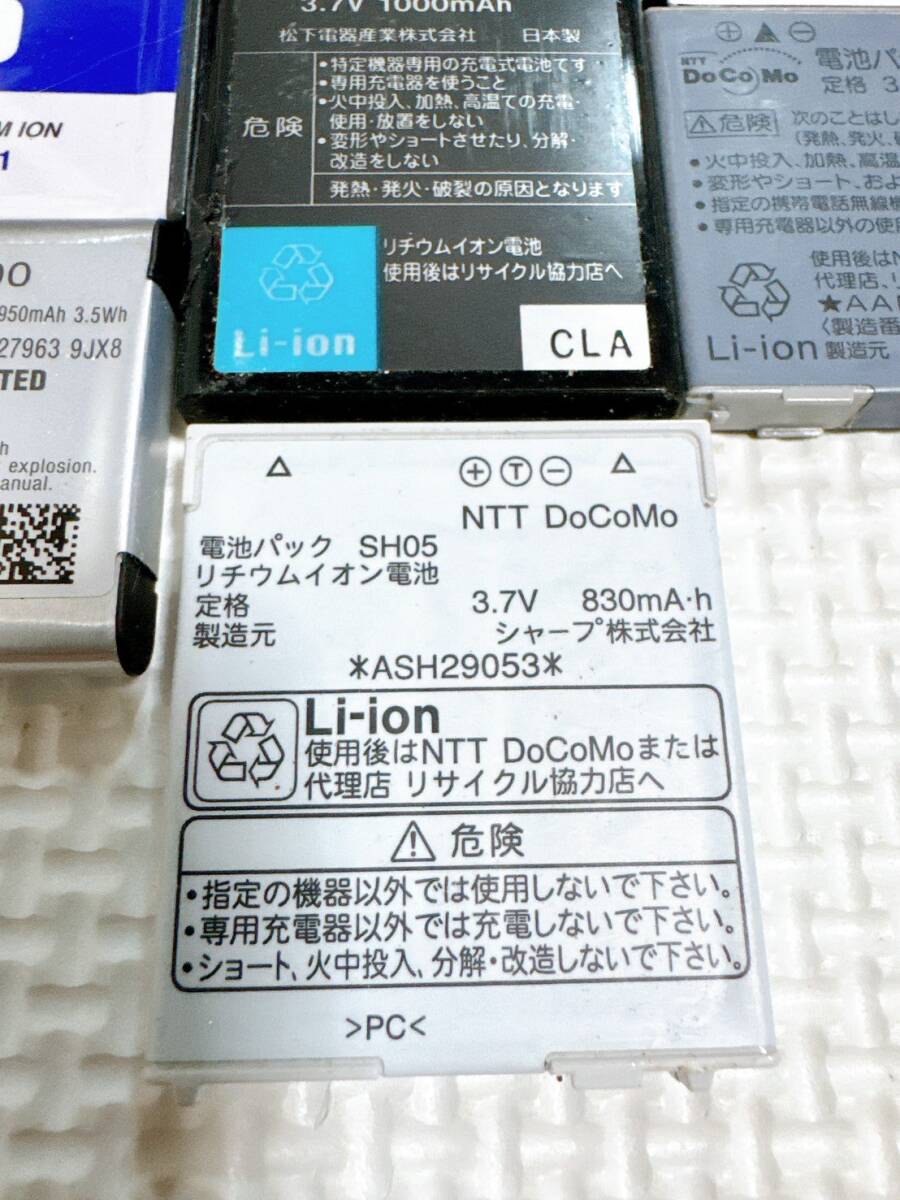 M ION
1
3.7V 1000mAh
松下電器産業株式会社 日本製
危険
・特定機器専用の充電式電池てす
・専用充電器を使うこと
・火中投入、加熱、高温ての充電・
使用・放置をしない
・変形やショートさせたり、分解・
改造をしない
発熱・発火・破裂の原因となります
Li-ion
リチウムイオン電池
使用後はリサイクル協力店へ
CLA
⊕ ▲ ⊖
NTT
DoCoMo
電池パ
定格 3
⚠危険
次のことはし
(発熱、発火、
・火中投入、加熱、高温
・変形やショート、およ
・指定の携帯電話無線機
・専用充電器以外の使用
使用後はN
代理店、リ
★AA
〈製造番
Li-ion 製造元
950mAh 3.5Wh
27963 9JX8
TED
explosion.
anual.
△ ⊕Ⓣ⊖ △
NTT DoCoMo
電池パック SH05
リチウムイオン電池
定格 3.7V 830mA·h
製造元 シャープ株式会社
*ASH29053*
Li-ion
使用後はNTT DoCoMoまたは
代理店 リサイクル協力店へ
⚠ 危険
・指定の機器以外では使用しないで下さい。
・専用充電器以外では充電しないで下さい。
・ショート、火中投入、分解・改造しないで下さい。
>PC<